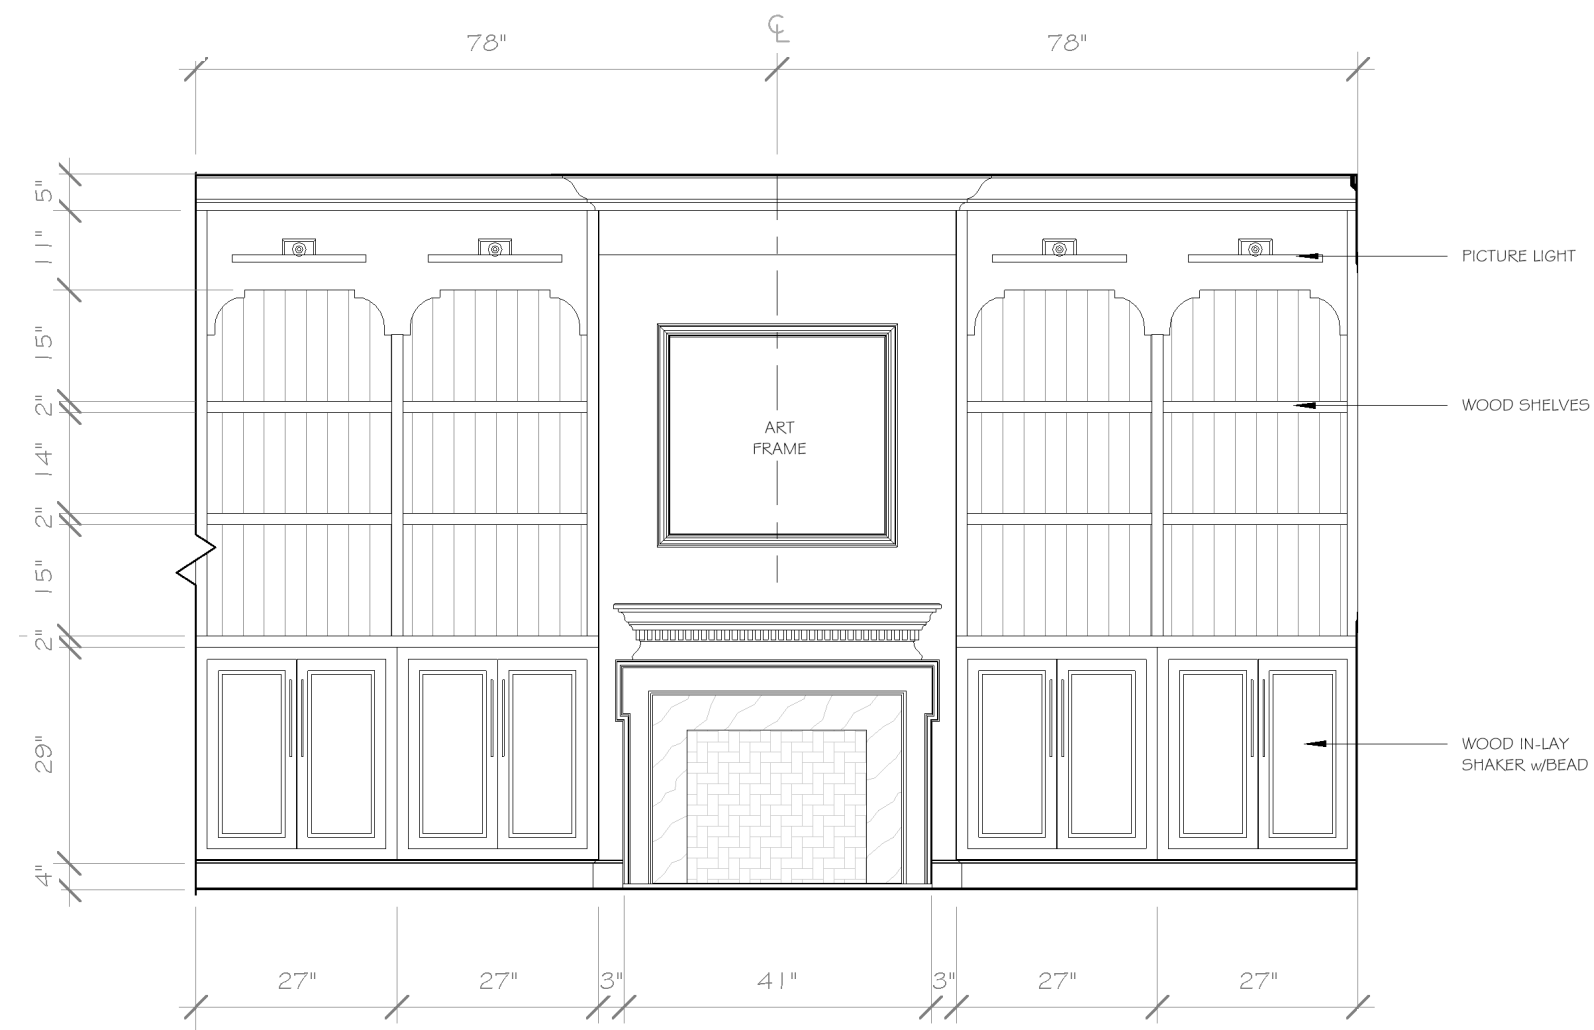 ℄
78" 78"
5"
11"
15"
2"
14"
2"
15"
2"
29"
4"
PICTURE LIGHT
WOOD SHELVES
ART
FRAME
WOOD IN-LAY
SHAKER w/BEAD
27" 27" 3" 41" 3" 27" 27"